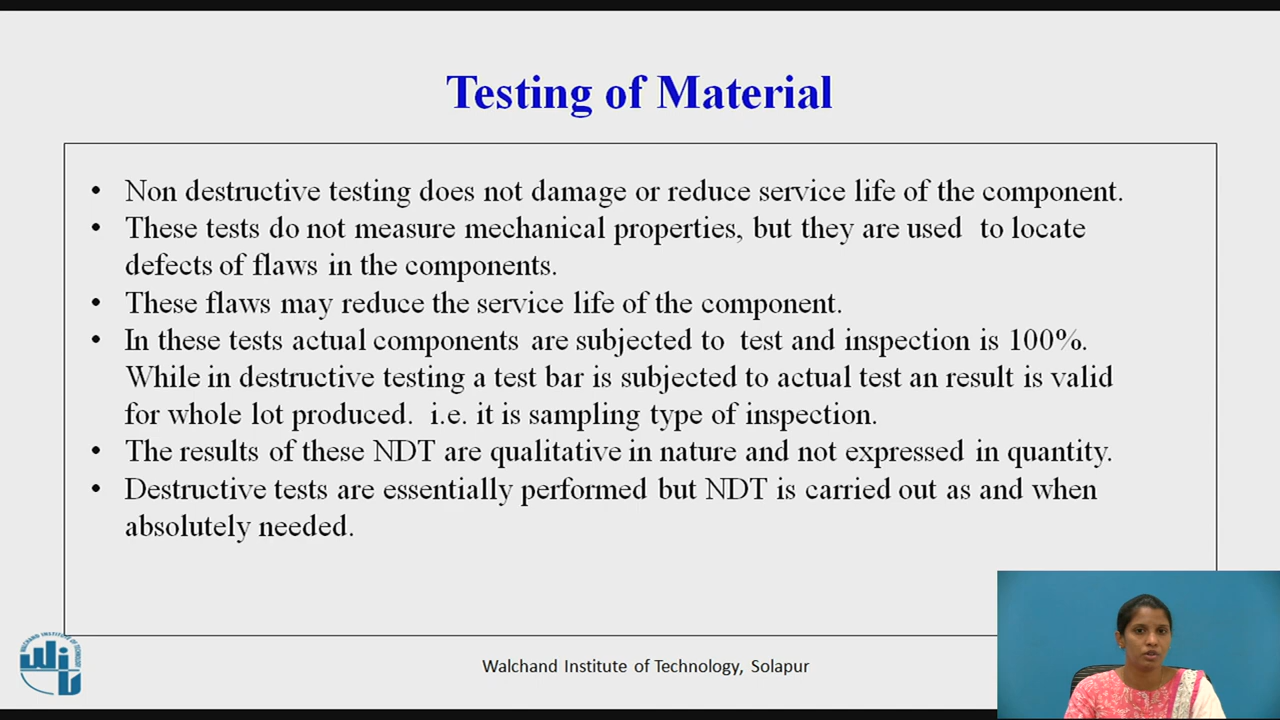 Testing of Material
• Non destructive testing does not damage or reduce service life of the component.
• These tests do not measure mechanical properties, but they are used to locate
defects of flaws in the components.
• These flaws may reduce the service life of the component.
• In these tests actual components are subjected to test and inspection is 100%.
While in destructive testing a test bar is subjected to actual test an result is valid
for whole lot produced. i.e. it is sampling type of inspection.
• The results of these NDT are qualitative in nature and not expressed in quantity.
• Destructive tests are essentially performed but NDT is carried out as and when
absolutely needed.
WALCHAND INSTITUTE OF TECHNOLOGY
WIT
Walchand Institute of Technology, Solapur